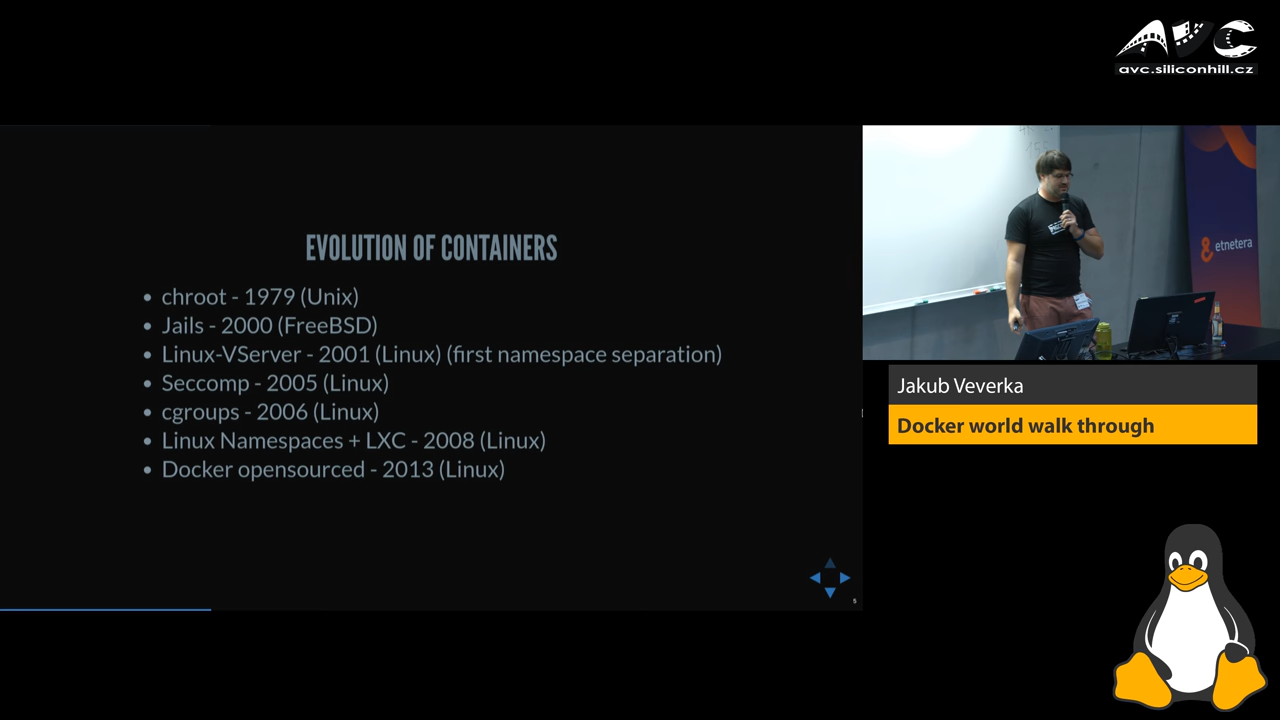 AVC
avc.siliconhill.cz
EVOLUTION OF CONTAINERS
• chroot - 1979 (Unix)
• Jails - 2000 (FreeBSD)
• Linux-VServer - 2001 (Linux) (first namespace separation)
• Seccomp - 2005 (Linux)
• cgroups - 2006 (Linux)
• Linux Namespaces + LXC - 2008 (Linux)
• Docker opensourced - 2013 (Linux)
5
etnetera
Jakub Veverka
Docker world walk through